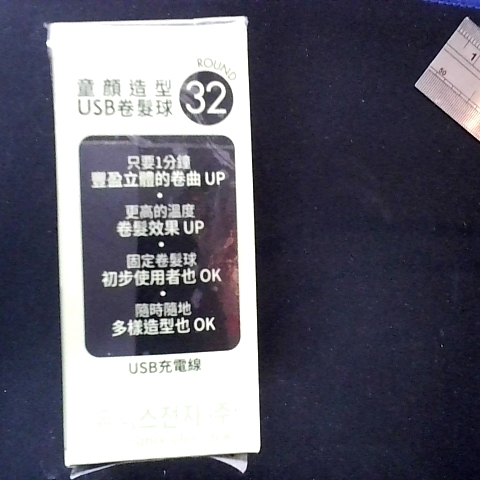 ROUND
童顏造型
USB卷髮球
32
只要1分鐘
豐盈立體的卷曲 UP
更高的溫度
卷髮效果 UP
固定卷髮球
初步使用者也 OK
隨時隨地
多樣造型也 OK
USB充電線
1